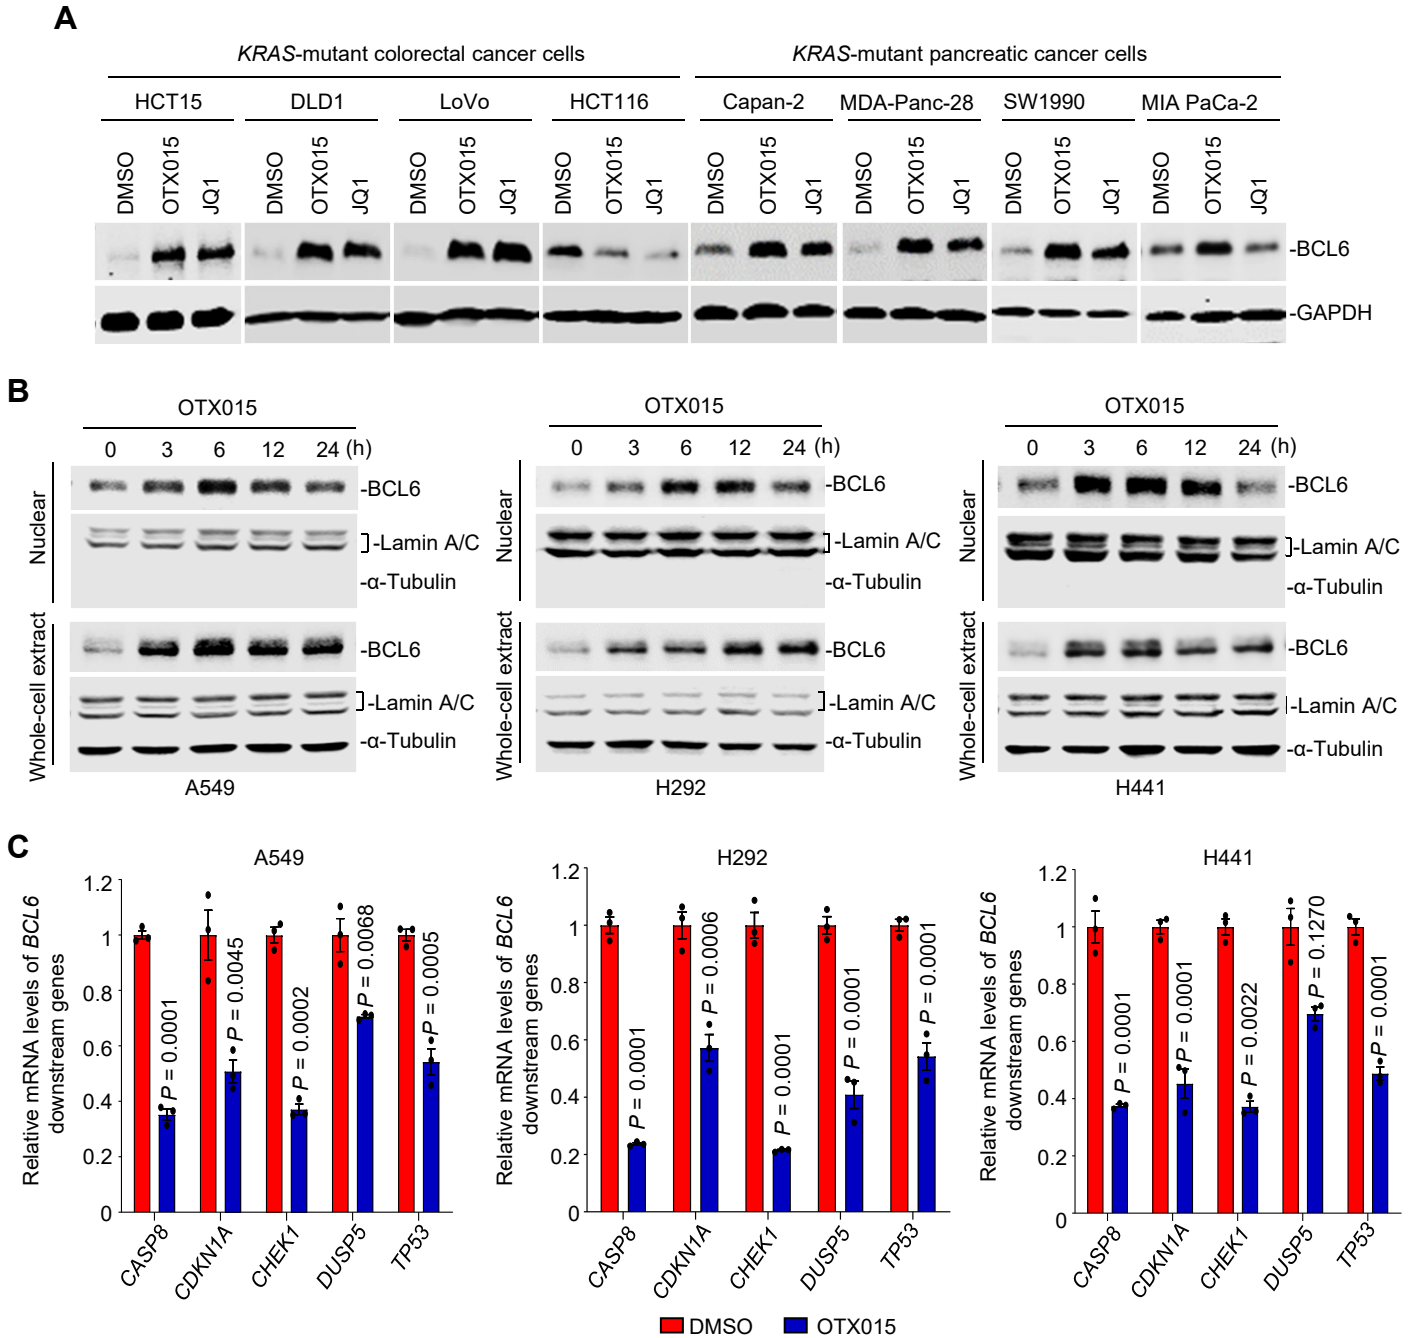 A
KRAS-mutant colorectal cancer cells
KRAS-mutant pancreatic cancer cells
HCT15 DLD1 LoVo HCT116 Capan-2 MDA-Panc-28 SW1990 MIA PaCa-2
DMSO OTX015 JQ1 DMSO OTX015 JQ1 DMSO OTX015 JQ1 DMSO OTX015 JQ1 DMSO OTX015 JQ1 DMSO OTX015 JQ1 DMSO OTX015 JQ1 DMSO OTX015 JQ1
-BCL6
-GAPDH
B
OTX015
0 3 6 12 24 (h)
Nuclear
-BCL6
-Lamin A/C
-α-Tubulin
Whole-cell extract
-BCL6
-Lamin A/C
-α-Tubulin
A549
OTX015
0 3 6 12 24 (h)
Nuclear
-BCL6
-Lamin A/C
-α-Tubulin
Whole-cell extract
-BCL6
-Lamin A/C
-α-Tubulin
H292
OTX015
0 3 6 12 24 (h)
Nuclear
-BCL6
-Lamin A/C
-α-Tubulin
Whole-cell extract
-BCL6
-Lamin A/C
-α-Tubulin
H441
C
A549
Relative mRNA levels of BCL6
downstream genes
1.2
1
0.8
0.6
0.4
0.2
0
P = 0.0001
P = 0.0045
P = 0.0002
P = 0.0068
P = 0.0005
CASP8 CDKN1A CHEK1 DUSP5 TP53
H292
Relative mRNA levels of BCL6
downstream genes
1.2
1
0.8
0.6
0.4
0.2
0
P = 0.0001
P = 0.0006
P = 0.0001
P = 0.0001
P = 0.0001
CASP8 CDKN1A CHEK1 DUSP5 TP53
H441
Relative mRNA levels of BCL6
downstream genes
1.2
1
0.8
0.6
0.4
0.2
0
P = 0.0001
P = 0.0001
P = 0.0022
P = 0.1270
P = 0.0001
CASP8 CDKN1A CHEK1 DUSP5 TP53
DMSO OTX015